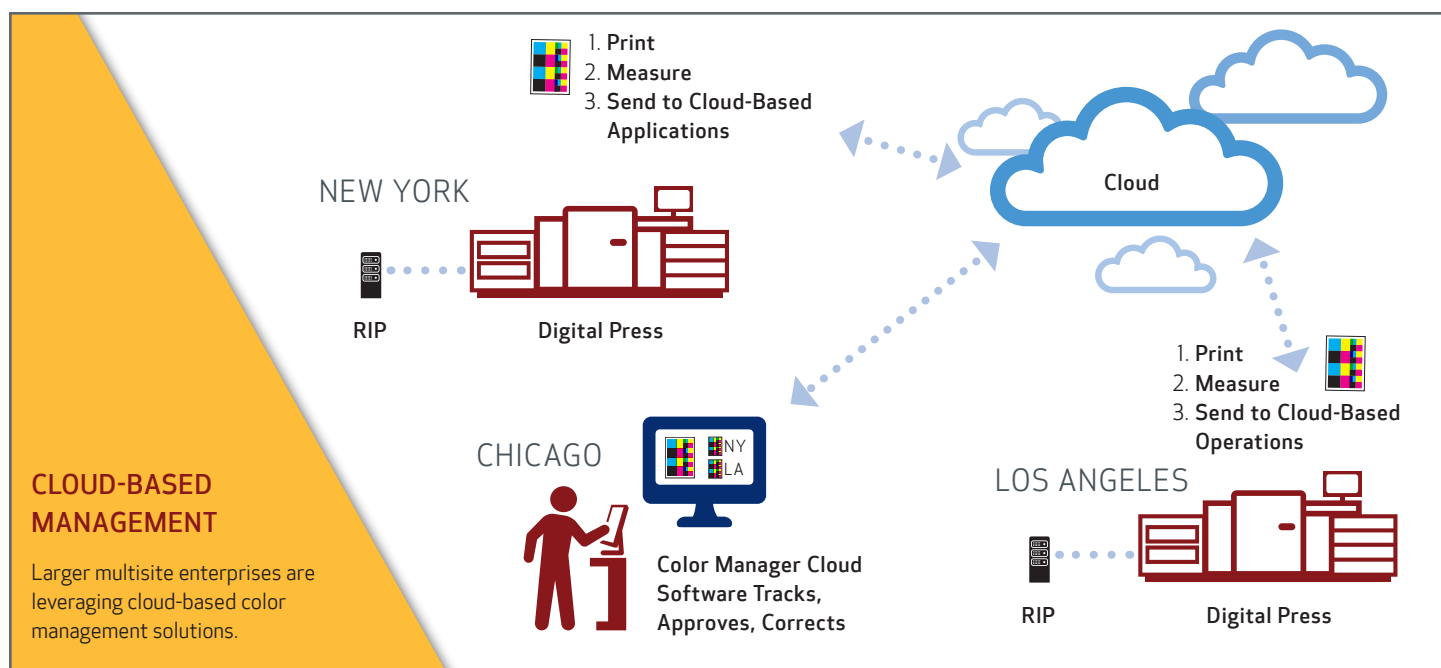 1. Print
2. Measure
3. Send to Cloud-Based
Applications
Cloud
NEW YORK
RIP
Digital Press
1. Print
2. Measure
3. Send to Cloud-Based
Operations
CHICAGO
NY
LA
Color Manager Cloud
Software Tracks,
Approves, Corrects
LOS ANGELES
RIP
Digital Press
CLOUD-BASED
MANAGEMENT
Larger multisite enterprises are
leveraging cloud-based color
management solutions.